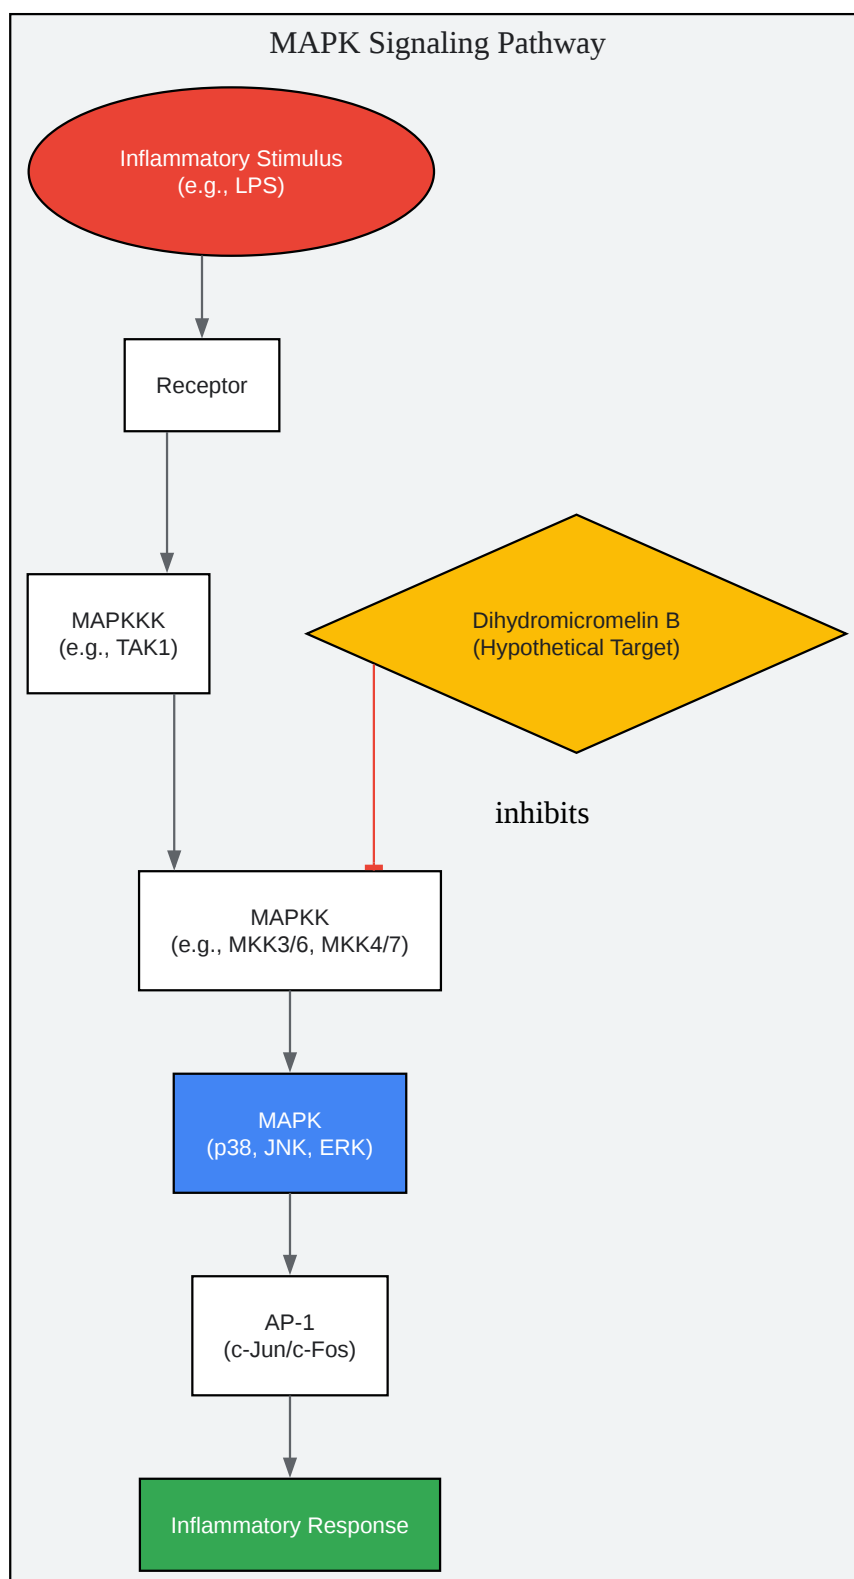 MAPK Signaling Pathway
Inflammatory Stimulus
(e.g., LPS)
Receptor
MAPKKK
(e.g., TAK1)
Dihydromicromelin B
(Hypothetical Target)
inhibits
MAPKK
(e.g., MKK3/6, MKK4/7)
MAPK
(p38, JNK, ERK)
AP-1
(c-Jun/c-Fos)
Inflammatory Response